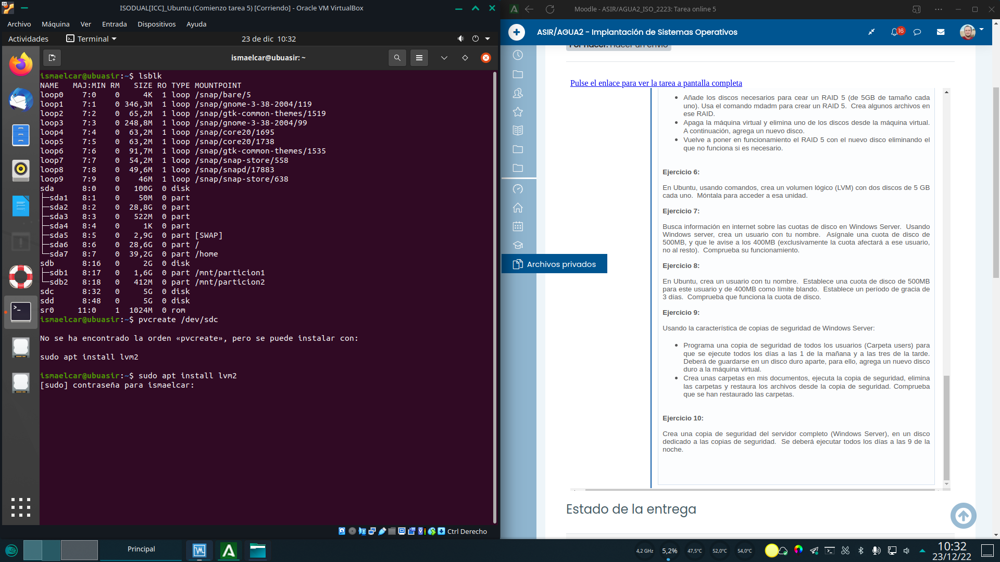 ISODUAL[ICC]_Ubuntu (Comienzo tarea 5) [Corriendo] - Oracle VM VirtualBox
Archivo Máquina Ver Entrada Dispositivos Ayuda
Actividades Terminal 23 de dic 10:32
ismaelcar@ubuasir: ~
ismaelcar@ubuasir:~$ lsblk
NAME MAJ:MIN RM SIZE RO TYPE MOUNTPOINT
loop0 7:0 0 4K 1 loop /snap/bare/5
loop1 7:1 0 346,3M 1 loop /snap/gnome-3-38-2004/119
loop2 7:2 0 65,2M 1 loop /snap/gtk-common-themes/1519
loop3 7:3 0 248,8M 1 loop /snap/gnome-3-38-2004/99
loop4 7:4 0 63,2M 1 loop /snap/core20/1695
loop5 7:5 0 63,2M 1 loop /snap/core20/1738
loop6 7:6 0 91,7M 1 loop /snap/gtk-common-themes/1535
loop7 7:7 0 54,2M 1 loop /snap/snap-store/558
loop8 7:8 0 49,6M 1 loop /snap/snapd/17883
loop9 7:9 0 46M 1 loop /snap/snap-store/638
sda 8:0 0 100G 0 disk
├─sda1 8:1 0 50M 0 part
├─sda2 8:2 0 28,8G 0 part
├─sda3 8:3 0 522M 0 part
├─sda4 8:4 0 1K 0 part
├─sda5 8:5 0 2,9G 0 part [SWAP]
├─sda6 8:6 0 28,6G 0 part /
└─sda7 8:7 0 39,2G 0 part /home
sdb 8:16 0 2G 0 disk
├─sdb1 8:17 0 1,6G 0 part /mnt/particion1
└─sdb2 8:18 0 412M 0 part /mnt/particion2
sdc 8:32 0 5G 0 disk
sdd 8:48 0 5G 0 disk
sr0 11:0 1 1024M 0 rom
ismaelcar@ubuasir:~$ pvcreate /dev/sdc
No se ha encontrado la orden «pvcreate», pero se puede instalar con:
sudo apt install lvm2
ismaelcar@ubuasir:~$ sudo apt install lvm2
[sudo] contraseña para ismaelcar:
Ctrl Derecho
Moodle - ASIR/AGUA2_ISO_2223: Tarea online 5
ASIR/AGUA2 - Implantación de Sistemas Operativos
16
Por hacer: Hacer un envío
Pulse el enlace para ver la tarea a pantalla completa
• Añade los discos necesarios para cear un RAID 5 (de 5GB de tamaño cada
uno). Usa el comando mdadm para crear un RAID 5. Crea algunos archivos en
ese RAID.
• Apaga la máquina virtual y elimina uno de los discos desde la máquina virtual.
A continuación, agrega un nuevo disco.
• Vuelve a poner en funcionamiento el RAID 5 con el nuevo disco eliminando el
que no funciona si es necesario.
Ejercicio 6:
En Ubuntu, usando comandos, crea un volumen lógico (LVM) con dos discos de 5 GB
cada uno. Móntala para acceder a esa unidad.
Ejercicio 7:
Busca información en internet sobre las cuotas de disco en Windows Server. Usando
Windows server, crea un usuario con tu nombre. Asígnale una cuota de disco de
500MB, y que le avise a los 400MB (exclusivamente la cuota afectará a ese usuario,
no al resto). Comprueba su funcionamiento.
Archivos privados
Ejercicio 8:
En Ubuntu, crea un usuario con tu nombre. Establece una cuota de disco de 500MB
para este usuario y de 400MB como límite blando. Establece un período de gracia de
3 días. Comprueba que funciona la cuota de disco.
Ejercicio 9:
Usando la característica de copias de seguridad de Windows Server:
• Programa una copia de seguridad de todos los usuarios (Carpeta users) para
que se ejecute todos los días a las 1 de la mañana y a las tres de la tarde.
Deberá de guardarse en un disco duro aparte, para ello, agrega un nuevo disco
duro a la máquina virtual.
• Crea unas carpetas en mis documentos, ejecuta la copia de seguridad, elimina
las carpetas y restaura los archivos desde la copia de seguridad. Comprueba
que se han restaurado las carpetas.
Ejercicio 10:
Crea una copia de seguridad del servidor completo (Windows Server), en un disco
dedicado a las copias de seguridad. Se deberá ejecutar todos los días a las 9 de la
noche.
Estado de la entrega
Principal
4,2 GHz 5,2% 47,5°C 52,0°C 54,0°C
10:32
23/12/22